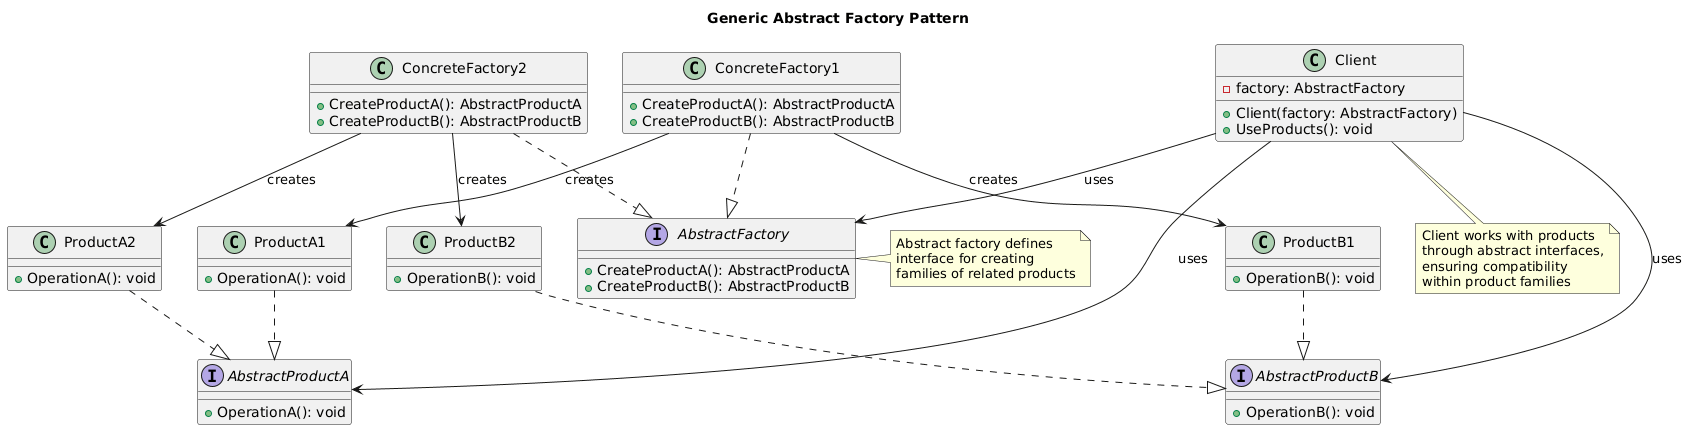 Generic Abstract Factory Pattern
C ConcreteFactory2
CreateProductA(): AbstractProductA
CreateProductB(): AbstractProductB
C ConcreteFactory1
CreateProductA(): AbstractProductA
CreateProductB(): AbstractProductB
C Client
factory: AbstractFactory
Client(factory: AbstractFactory)
UseProducts(): void
creates
creates
creates
creates
uses
C ProductA2
OperationA(): void
C ProductA1
OperationA(): void
C ProductB2
OperationB(): void
I AbstractFactory
CreateProductA(): AbstractProductA
CreateProductB(): AbstractProductB
Abstract factory defines
interface for creating
families of related products
uses
C ProductB1
OperationB(): void
Client works with products
through abstract interfaces,
ensuring compatibility
within product families
uses
I AbstractProductA
OperationA(): void
I AbstractProductB
OperationB(): void